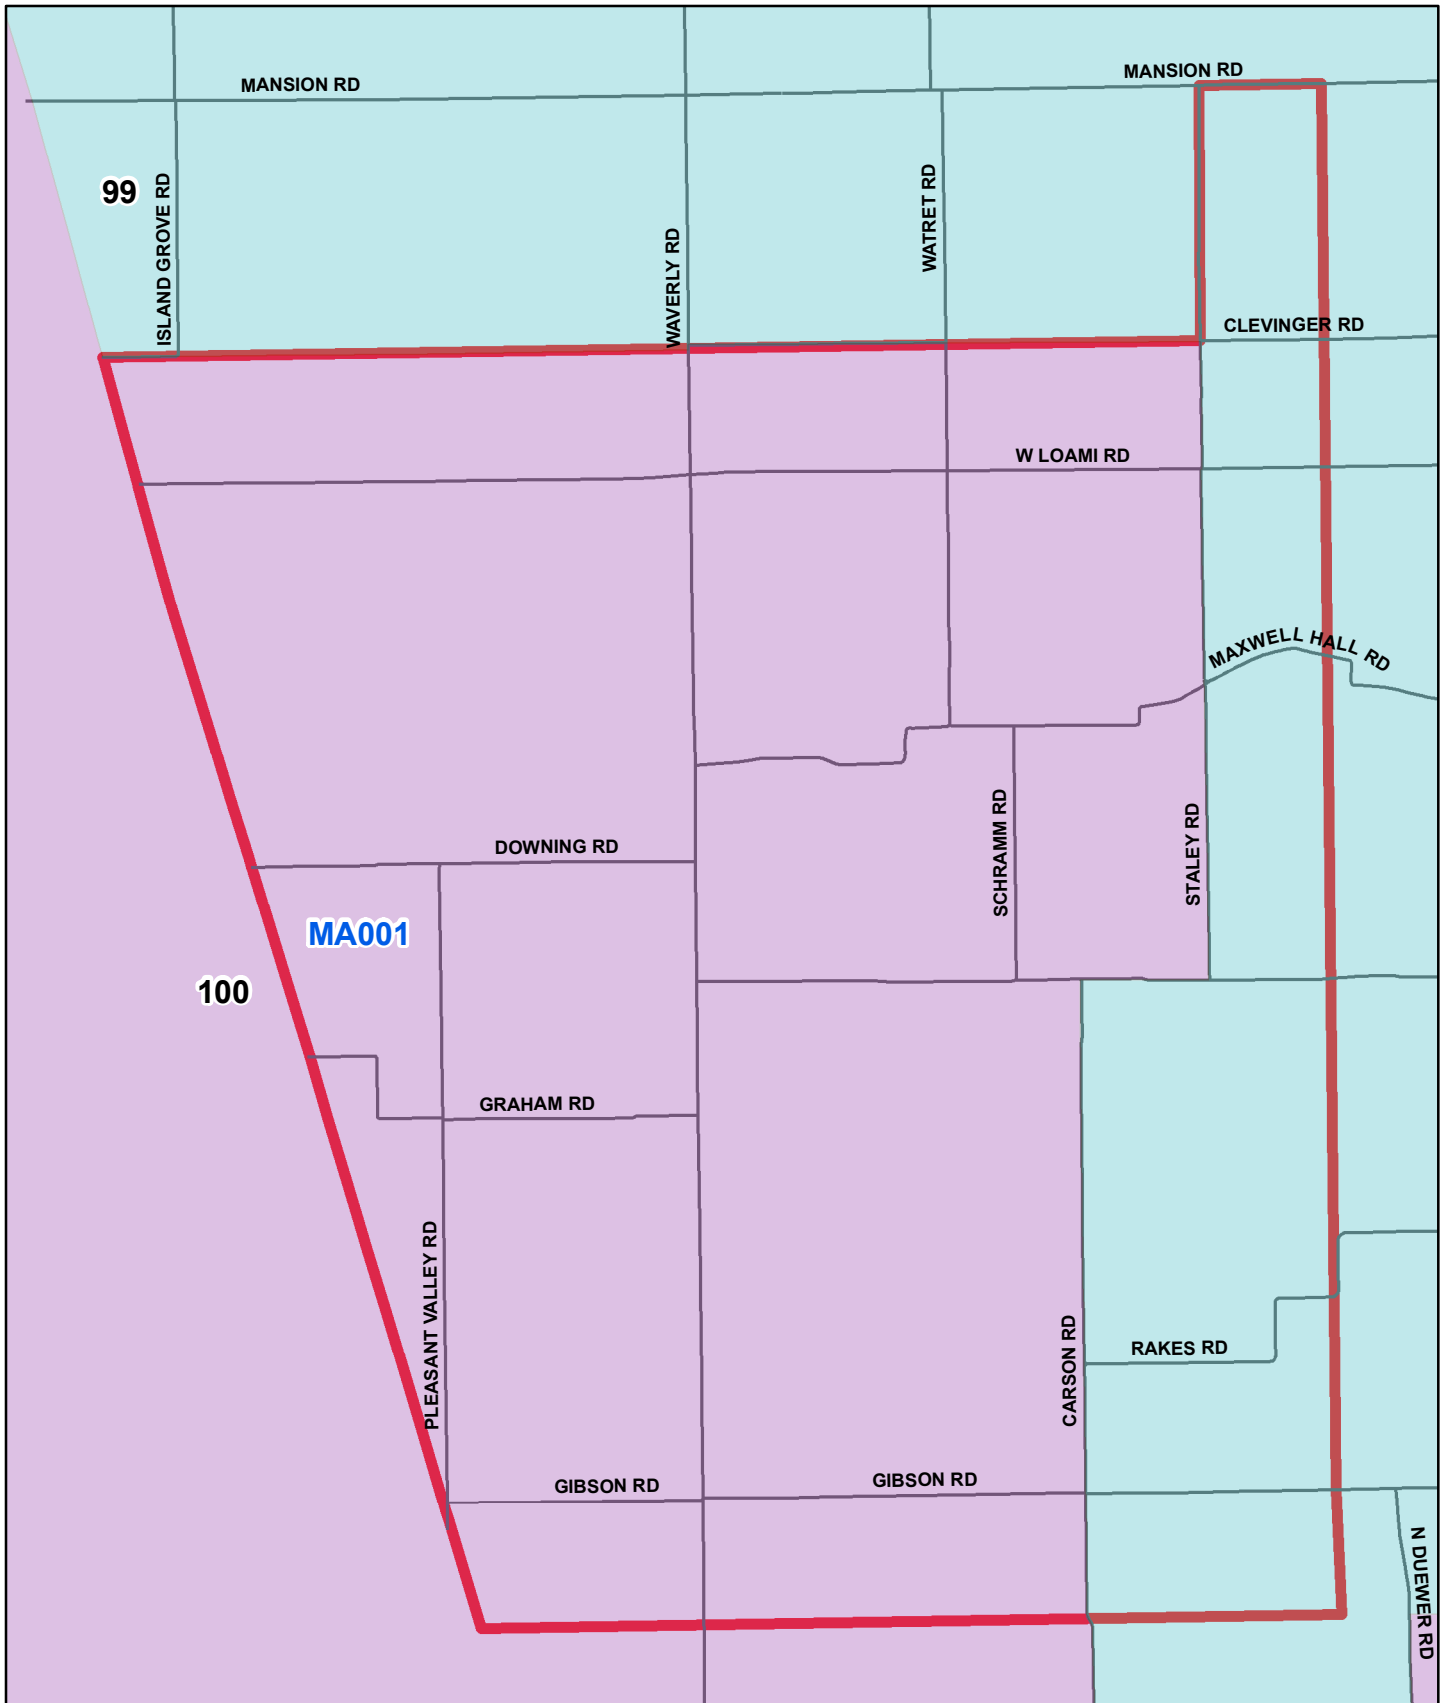 MANSION RD
MANSION RD
99
ISLAND GROVE RD
WAVERLY RD
WATRET RD
CLEVINGER RD
W LOAMI RD
MAXWELL HALL RD
SCHRAMM RD
STALEY RD
DOWNING RD
MA001
100
GRAHAM RD
PLEASANT VALLEY RD
CARSON RD
RAKES RD
GIBSON RD
GIBSON RD
N DUEWER RD